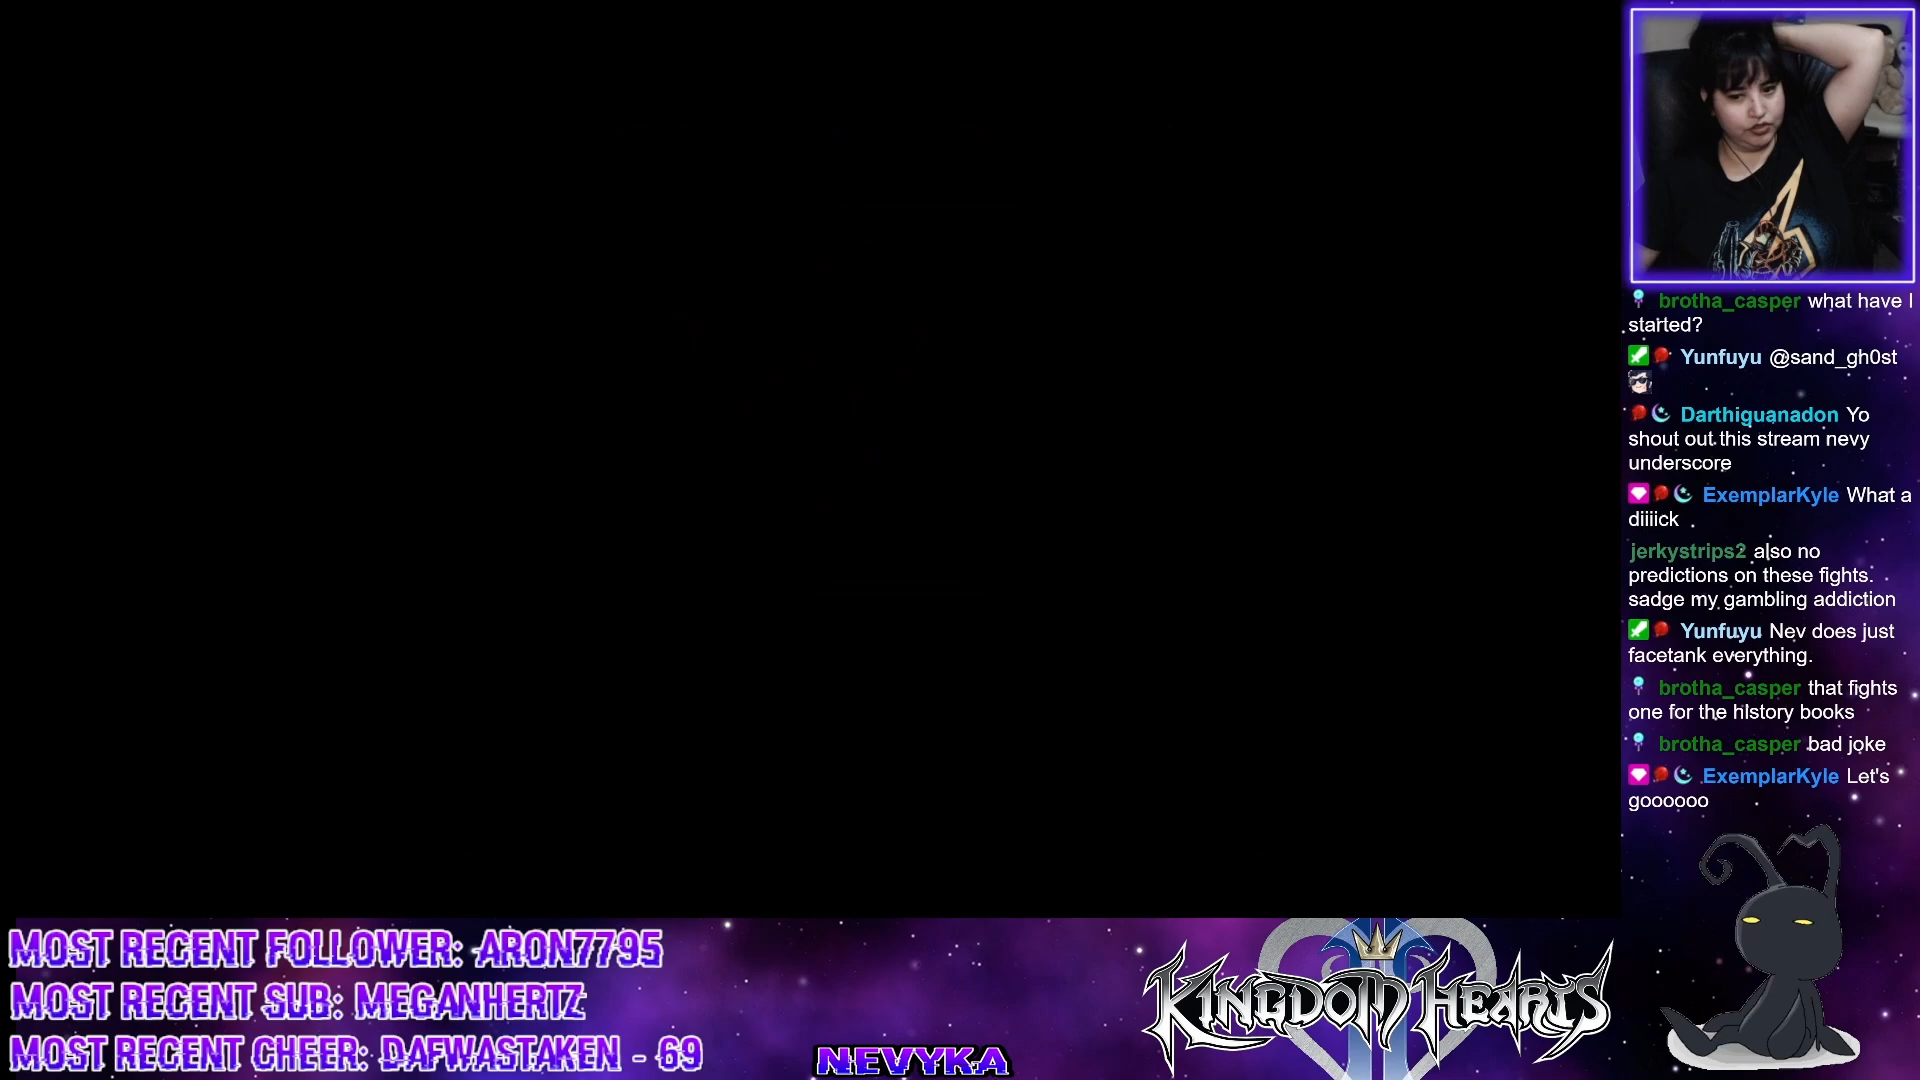 brotha_casper what have I
started?
Yunfuyu @sand_gh0st
Darthiguanadon Yo
shout out this stream nevy
underscore
ExemplarKyle What a
diiiick
jerkystrips2 also no
predictions on these fights.
sadge my gambling addiction
Yunfuyu Nev does just
facetank everything.
brotha_casper that fights
one for the history books
brotha_casper bad joke
ExemplarKyle Let's
goooooo
MOST RECENT FOLLOWER: ARON7795
MOST RECENT SUB: MEGANHERTZ
MOST RECENT CHEER: DAFWASTAKEN - 69
NEVYKA
KINGDOM HEARTS
II